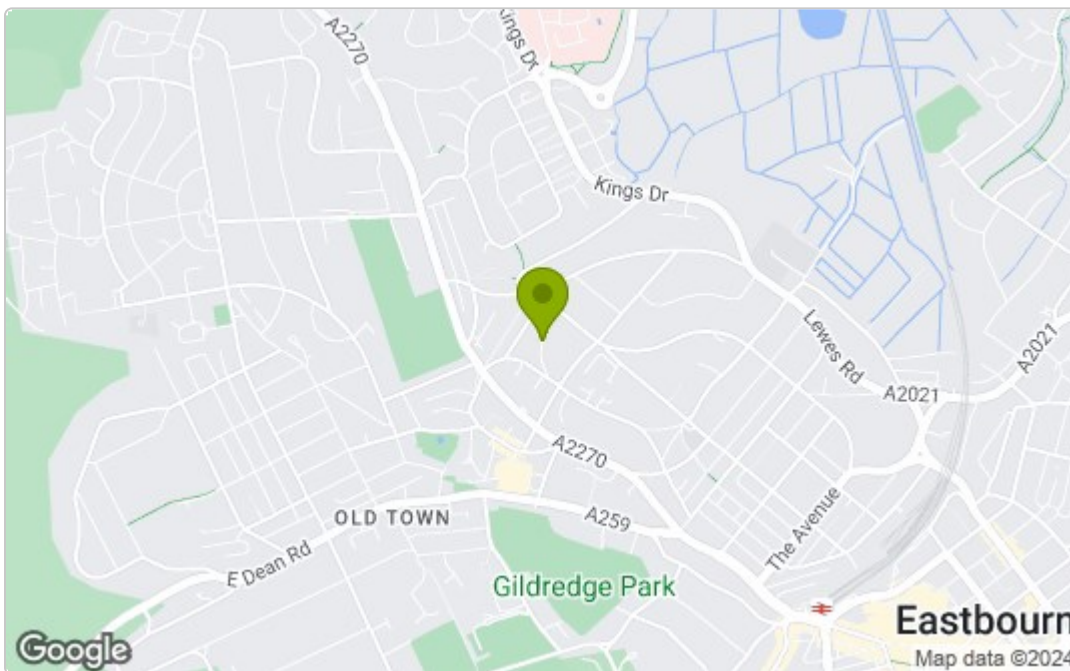 A2270
Kings Dr
Kings Dr
Lewes Rd
A2021
A2021
A2270
OLD TOWN
A259
The Avenue
E Dean Rd
Gildredge Park
Eastbourn
Google
Map data ©2024